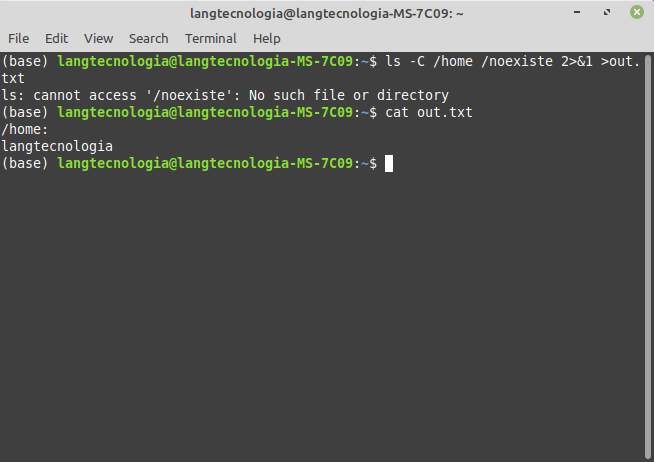 langtecnologia@langtecnologia-MS-7C09: ~
File Edit View Search Terminal Help
(base) langtecnologia@langtecnologia-MS-7C09:~$ ls -C /home /noexiste 2>&1 >out.
txt
ls: cannot access '/noexiste': No such file or directory
(base) langtecnologia@langtecnologia-MS-7C09:~$ cat out.txt
/home:
langtecnologia
(base) langtecnologia@langtecnologia-MS-7C09:~$